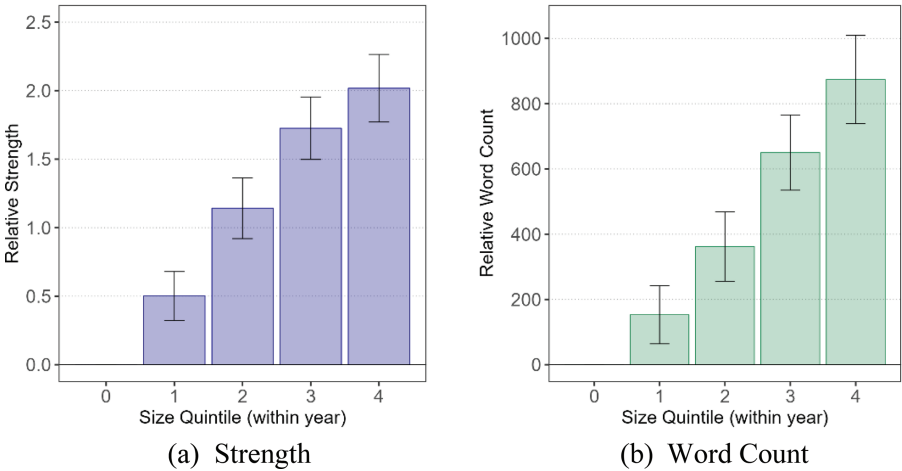 2.5
2.0
1.5
1.0
0.5
0.0
Relative Strength
0 1 2 3 4
Size Quintile (within year)
(a) Strength
1000
800
600
400
200
0
Relative Word Count
0 1 2 3 4
Size Quintile (within year)
(b) Word Count